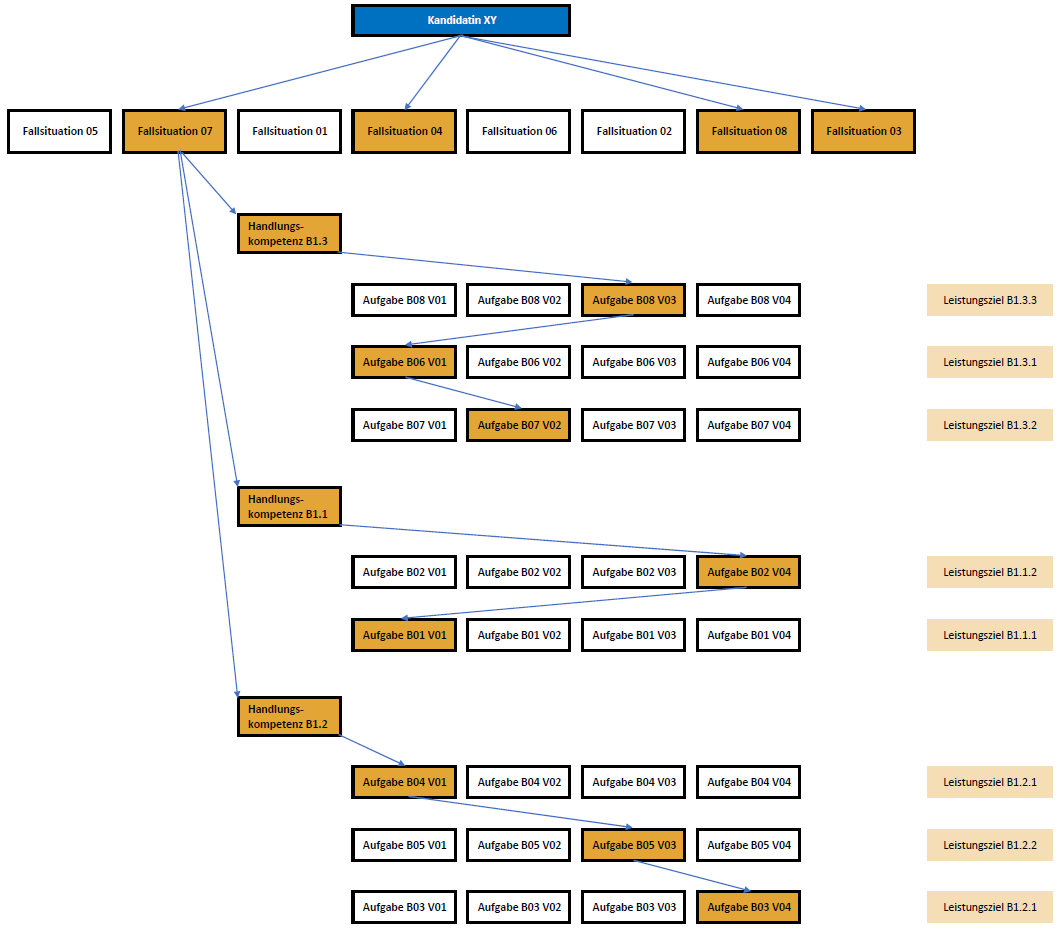 Kandidatin XY
Fallsituation 05
Fallsituation 07
Fallsituation 01
Fallsituation 04
Fallsituation 06
Fallsituation 02
Fallsituation 08
Fallsituation 03
Handlungs-
kompetenz B1.3
Aufgabe B08 V01
Aufgabe B08 V02
Aufgabe B08 V03
Aufgabe B08 V04
Leistungsziel B1.3.3
Aufgabe B06 V01
Aufgabe B06 V02
Aufgabe B06 V03
Aufgabe B06 V04
Leistungsziel B1.3.1
Aufgabe B07 V01
Aufgabe B07 V02
Aufgabe B07 V03
Aufgabe B07 V04
Leistungsziel B1.3.2
Handlungs-
kompetenz B1.1
Aufgabe B02 V01
Aufgabe B02 V02
Aufgabe B02 V03
Aufgabe B02 V04
Leistungsziel B1.1.2
Aufgabe B01 V01
Aufgabe B01 V02
Aufgabe B01 V03
Aufgabe B01 V04
Leistungsziel B1.1.1
Handlungs-
kompetenz B1.2
Aufgabe B04 V01
Aufgabe B04 V02
Aufgabe B04 V03
Aufgabe B04 V04
Leistungsziel B1.2.1
Aufgabe B05 V01
Aufgabe B05 V02
Aufgabe B05 V03
Aufgabe B05 V04
Leistungsziel B1.2.2
Aufgabe B03 V01
Aufgabe B03 V02
Aufgabe B03 V03
Aufgabe B03 V04
Leistungsziel B1.2.1